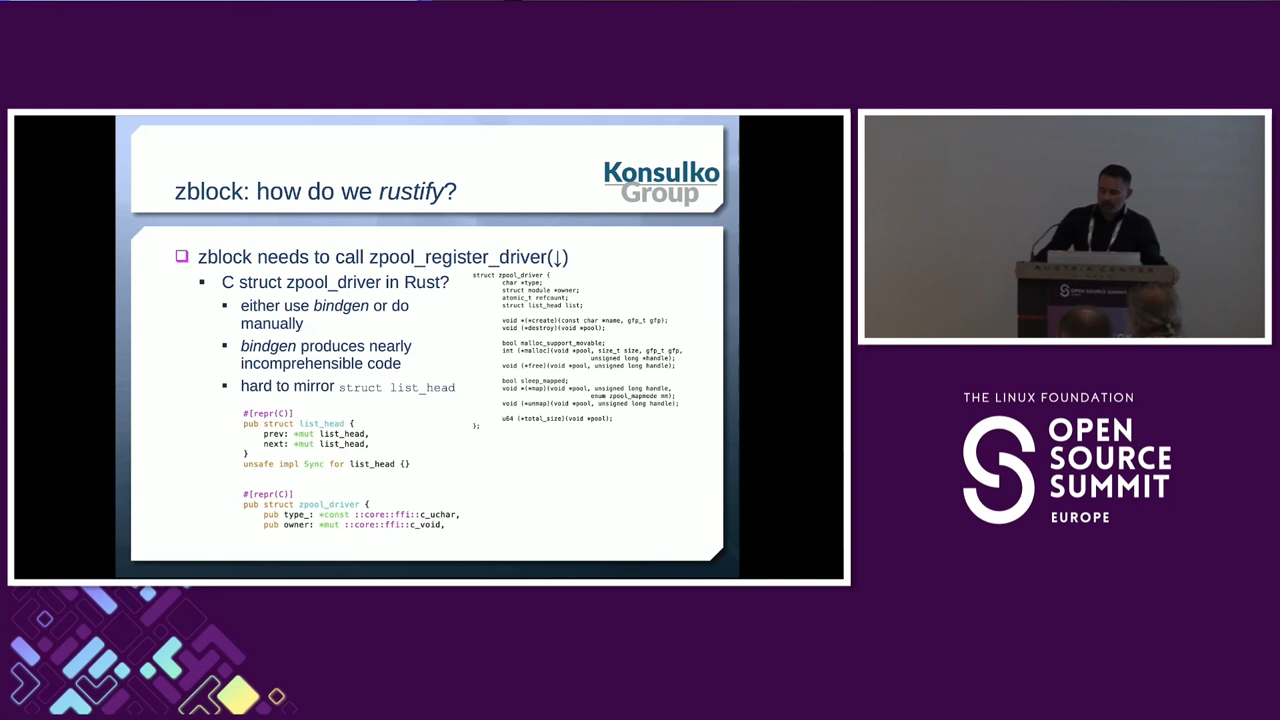 zblock: how do we rustify?
Konsulko
Group
❑ zblock needs to call zpool_register_driver(↓)
▪ C struct zpool_driver in Rust?
▪ either use bindgen or do
manually
▪ bindgen produces nearly
incomprehensible code
▪ hard to mirror struct list_head
#[repr(C)]
pub struct list_head {
prev: *mut list_head,
next: *mut list_head,
}
unsafe impl Sync for list_head {}
#[repr(C)]
pub struct zpool_driver {
pub type_: *const ::core::ffi::c_uchar,
pub owner: *mut ::core::ffi::c_void,
struct zpool_driver {
char *type;
struct module *owner;
atomic_t refcount;
struct list_head list;
void *(*create)(const char *name, gfp_t gfp);
void (*destroy)(void *pool);
bool malloc_support_movable;
int (*malloc)(void *pool, size_t size, gfp_t gfp,
unsigned long *handle);
void (*free)(void *pool, unsigned long handle);
bool sleep_mapped;
void *(*map)(void *pool, unsigned long handle,
enum zpool_mapmode mm);
void (*unmap)(void *pool, unsigned long handle);
u64 (*total_size)(void *pool);
};
AUSTRIA CENTER
OPEN SOURCE SUMMIT
THE LINUX FOUNDATION
OPEN
SOURCE
SUMMIT
EUROPE